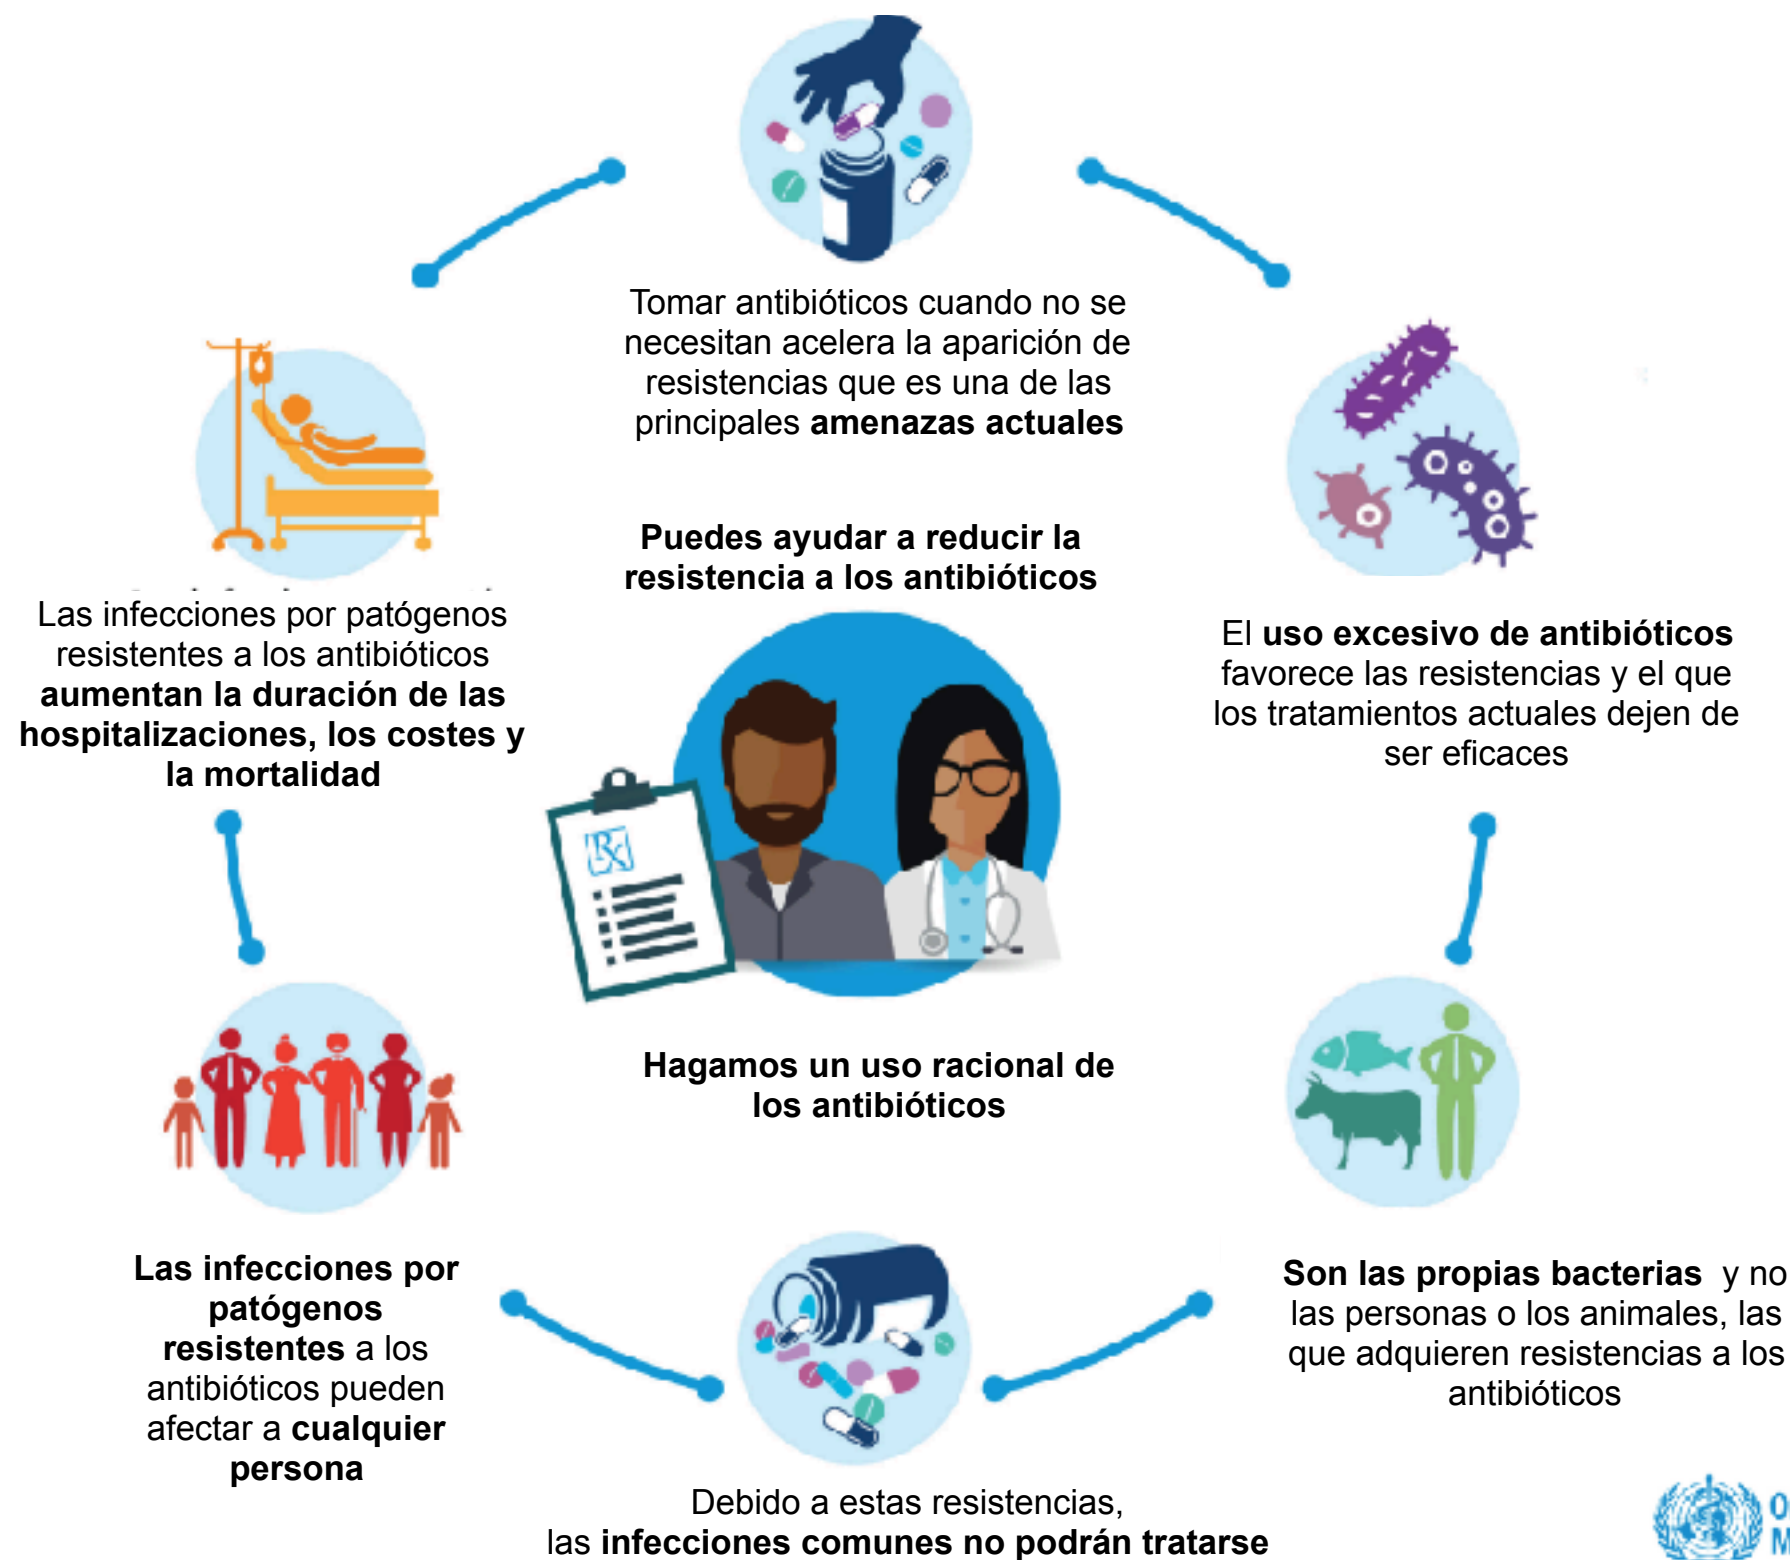 Tomar antibióticos cuando no se
necesitan acelera la aparición de
resistencias que es una de las
principales amenazas actuales
El uso excesivo de antibióticos
favorece las resistencias y el que
los tratamientos actuales dejen de
ser eficaces
Son las propias bacterias y no
las personas o los animales, las
que adquieren resistencias a los
antibióticos
Debido a estas resistencias,
las infecciones comunes no podrán tratarse
Las infecciones por
patógenos
resistentes a los
antibióticos pueden
afectar a cualquier
persona
Las infecciones por patógenos
resistentes a los antibióticos
aumentan la duración de las
hospitalizaciones, los costes y
la mortalidad
Puedes ayudar a reducir la
resistencia a los antibióticos
Rx
Hagamos un uso racional de
los antibióticos